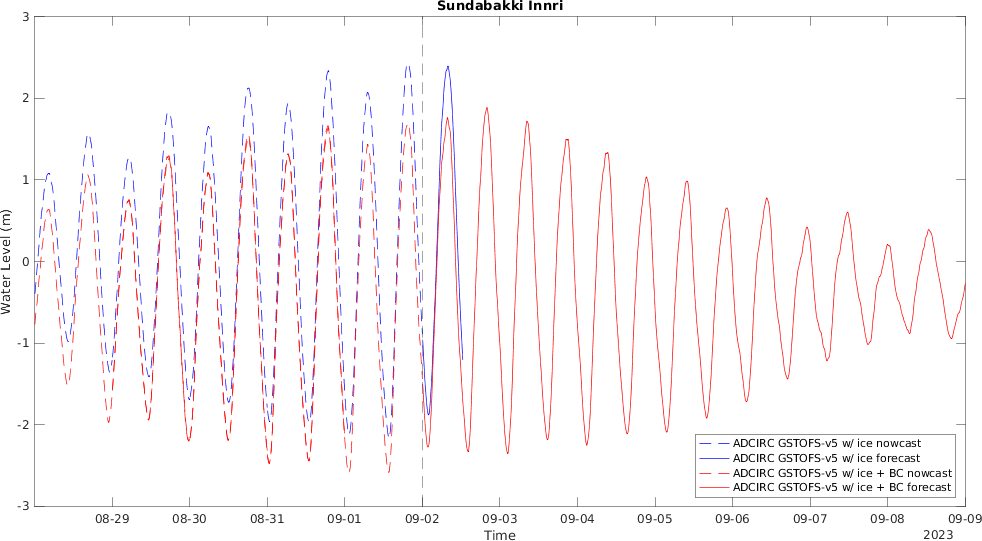 Sundabakki Innri
Water Level (m)
3
2
1
0
-1
-2
-3
ADCIRC GSTOFS-v5 w/ ice nowcast
ADCIRC GSTOFS-v5 w/ ice forecast
ADCIRC GSTOFS-v5 w/ ice + BC nowcast
ADCIRC GSTOFS-v5 w/ ice + BC forecast
08-29 08-30 08-31 09-01 09-02 09-03 09-04 09-05 09-06 09-07 09-08 09-09
Time
2023